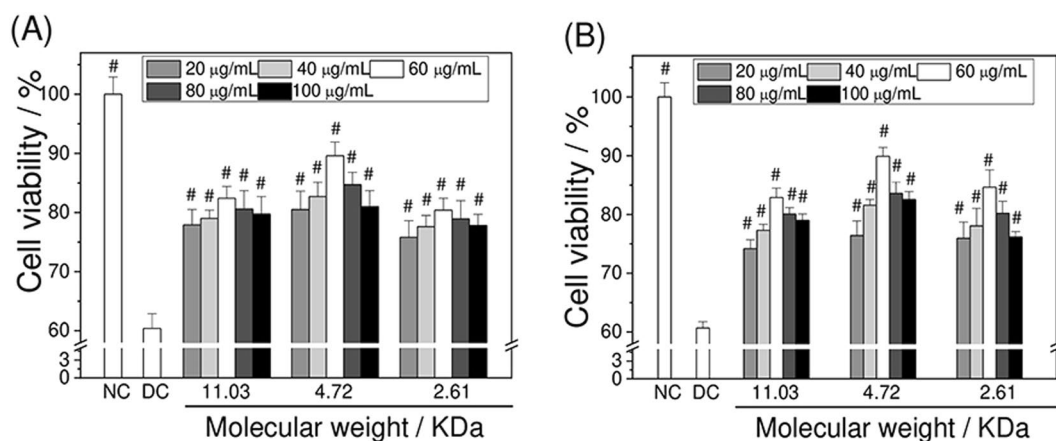 (A)
20 μg/mL 40 μg/mL 60 μg/mL
80 μg/mL 100 μg/mL
Cell viability / %
100
90
80
70
60
3
0
# # # # # # # # # # # # # # # #
NC DC 11.03 4.72 2.61
Molecular weight / KDa
(B)
20 μg/mL 40 μg/mL 60 μg/mL
80 μg/mL 100 μg/mL
Cell viability / %
100
90
80
70
60
3
0
# # # # # # # # # # # # # # # #
NC DC 11.03 4.72 2.61
Molecular weight / KDa